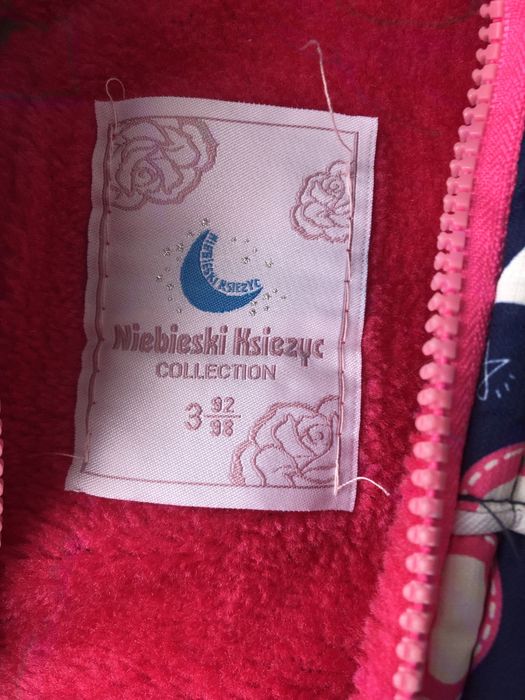 NIEBIESKI KSIEZYC
Niebieski Ksiezyc
COLLECTION
3 92
98